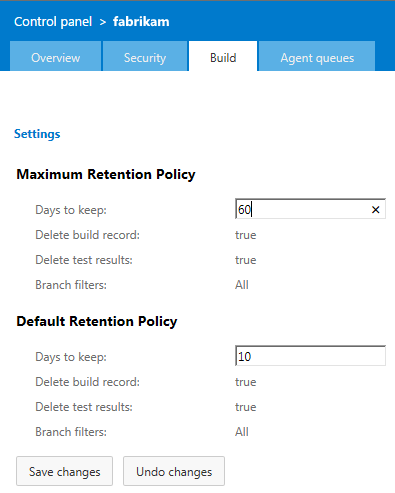 Control panel > fabrikam
Overview Security Build Agent queues
Settings
Maximum Retention Policy
Days to keep: 60 ×
Delete build record: true
Delete test results: true
Branch filters: All
Default Retention Policy
Days to keep: 10
Delete build record: true
Delete test results: true
Branch filters: All
Save changes Undo changes